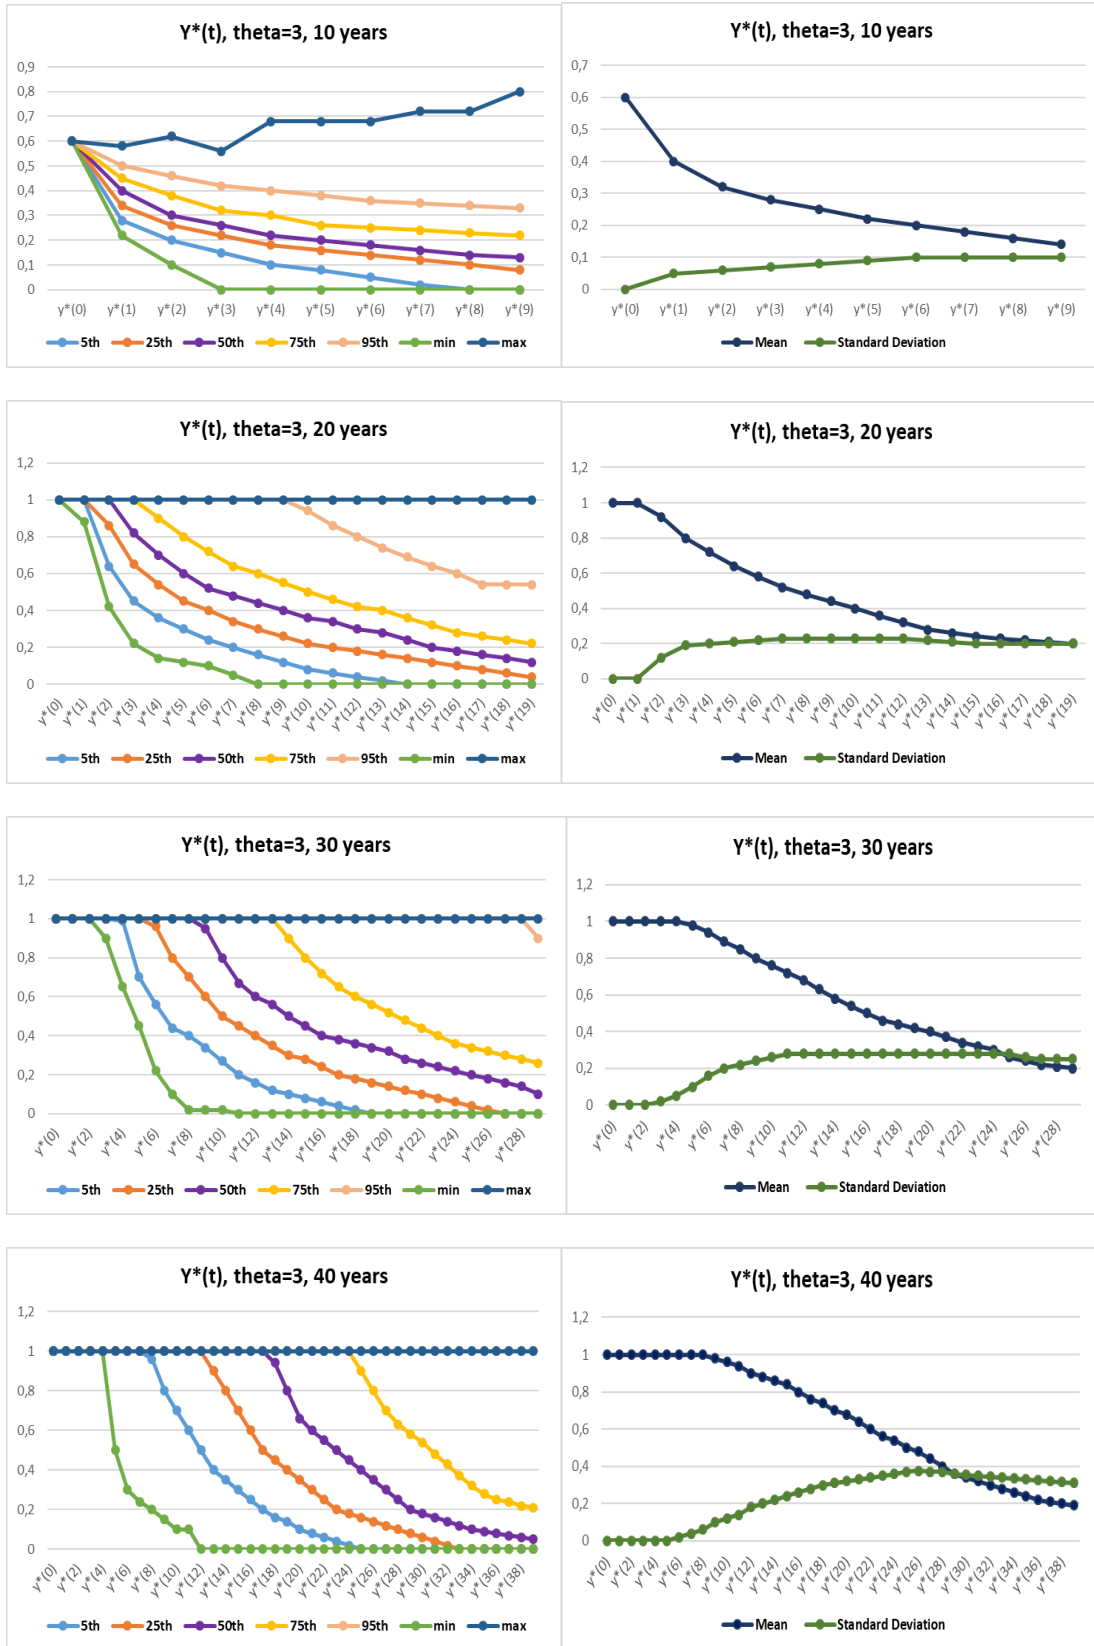 Y*(t), theta=3, 10 years
0,9
0,8
0,7
0,6
0,5
0,4
0,3
0,2
0,1
0
y*(0) y*(1) y*(2) y*(3) y*(4) y*(5) y*(6) y*(7) y*(8) y*(9)
5th 25th 50th 75th 95th min max
Y*(t), theta=3, 10 years
0,7
0,6
0,5
0,4
0,3
0,2
0,1
0
y*(0) y*(1) y*(2) y*(3) y*(4) y*(5) y*(6) y*(7) y*(8) y*(9)
Mean Standard Deviation
Y*(t), theta=3, 20 years
1,2
1
0,8
0,6
0,4
0,2
0
y*(0) y*(1) y*(2) y*(3) y*(4) y*(5) y*(6) y*(7) y*(8) y*(9) y*(10) y*(11) y*(12) y*(13) y*(14) y*(15) y*(16) y*(17) y*(18) y*(19)
5th 25th 50th 75th 95th min max
Y*(t), theta=3, 20 years
1,2
1
0,8
0,6
0,4
0,2
0
y*(0) y*(1) y*(2) y*(3) y*(4) y*(5) y*(6) y*(7) y*(8) y*(9) y*(10) y*(11) y*(12) y*(13) y*(14) y*(15) y*(16) y*(17) y*(18) y*(19)
Mean Standard Deviation
Y*(t), theta=3, 30 years
1,2
1
0,8
0,6
0,4
0,2
0
y*(0) y*(2) y*(4) y*(6) y*(8) y*(10) y*(12) y*(14) y*(16) y*(18) y*(20) y*(22) y*(24) y*(26) y*(28)
5th 25th 50th 75th 95th min max
Y*(t), theta=3, 30 years
1,2
1
0,8
0,6
0,4
0,2
0
y*(0) y*(2) y*(4) y*(6) y*(8) y*(10) y*(12) y*(14) y*(16) y*(18) y*(20) y*(22) y*(24) y*(26) y*(28)
Mean Standard Deviation
Y*(t), theta=3, 40 years
1,2
1
0,8
0,6
0,4
0,2
0
y*(0) y*(2) y*(4) y*(6) y*(8) y*(10) y*(12) y*(14) y*(16) y*(18) y*(20) y*(22) y*(24) y*(26) y*(28) y*(30) y*(32) y*(34) y*(36) y*(38)
5th 25th 50th 75th 95th min max
Y*(t), theta=3, 40 years
1,2
1
0,8
0,6
0,4
0,2
0
y*(0) y*(2) y*(4) y*(6) y*(8) y*(10) y*(12) y*(14) y*(16) y*(18) y*(20) y*(22) y*(24) y*(26) y*(28) y*(30) y*(32) y*(34) y*(36) y*(38)
Mean Standard Deviation